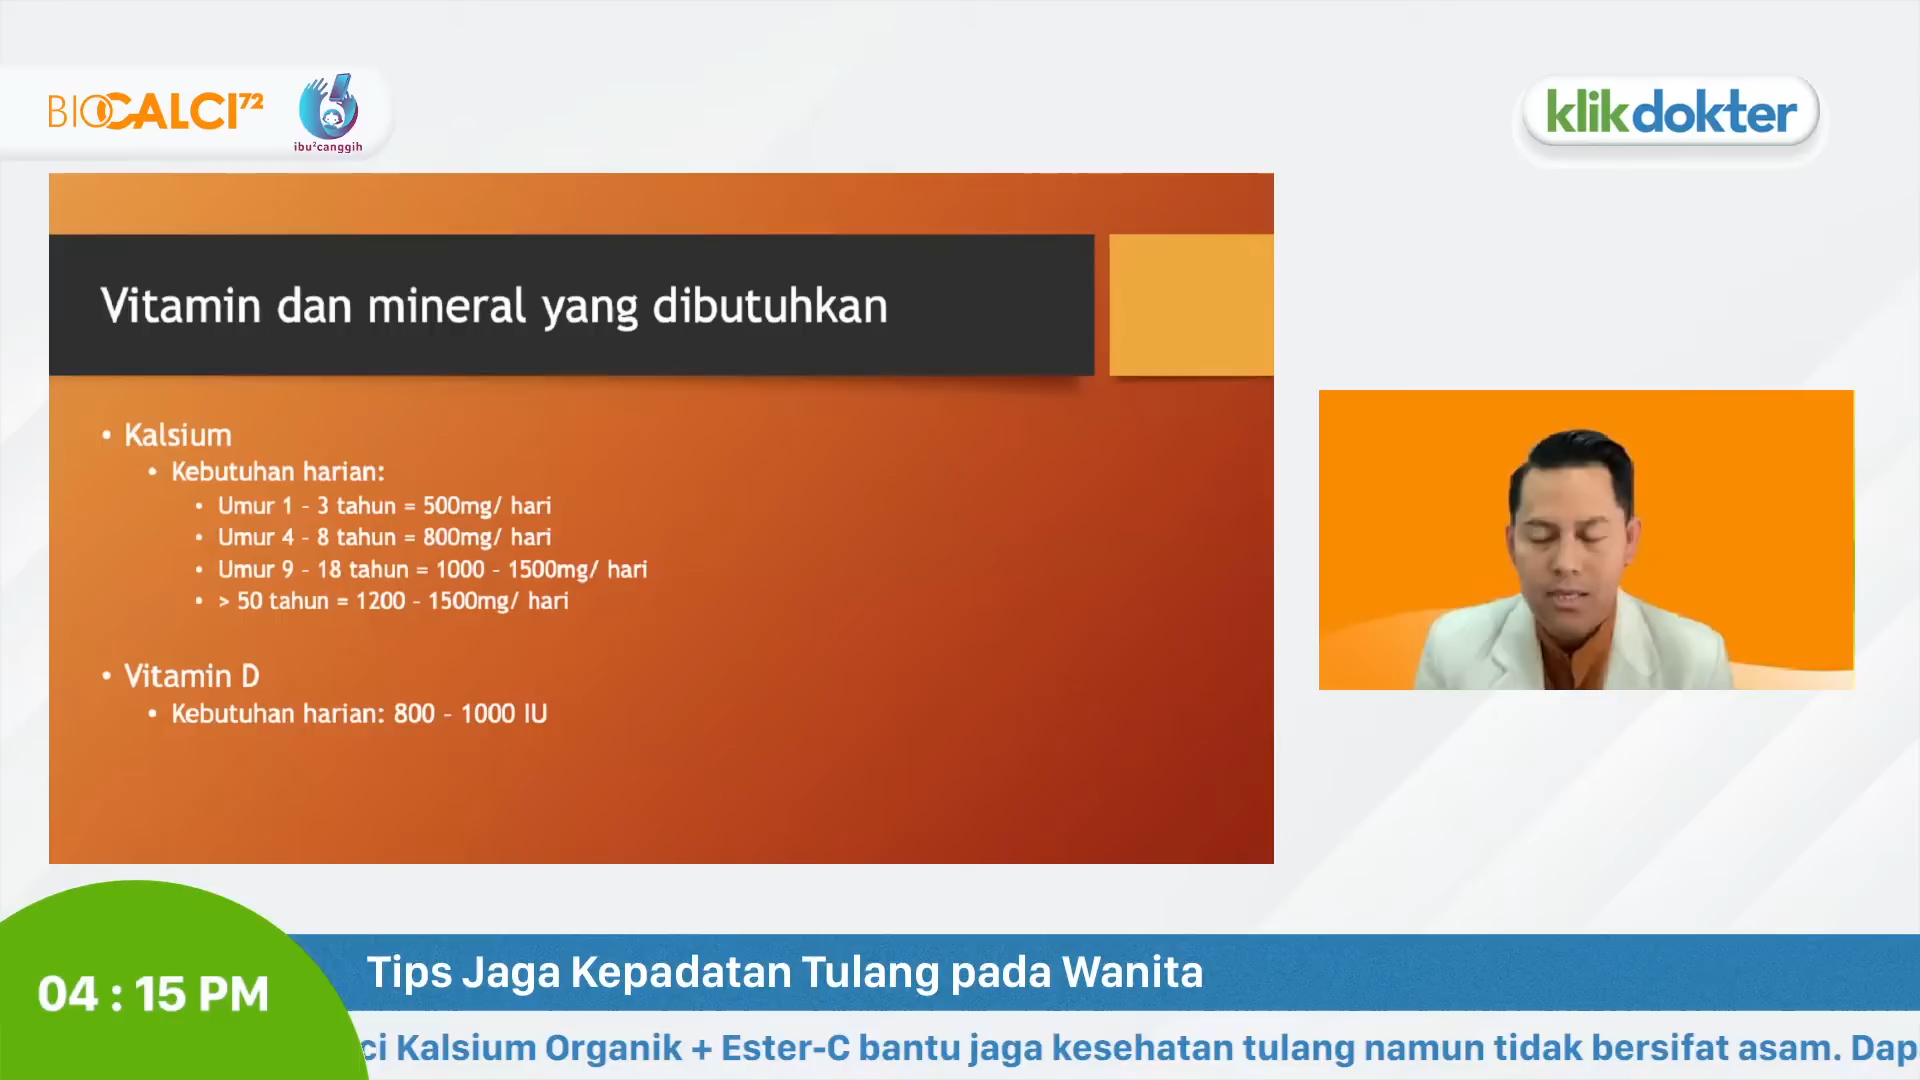 BIOCALCI72
ibu2canggih
klikdokter
Vitamin dan mineral yang dibutuhkan
• Kalsium
• Kebutuhan harian:
• Umur 1 – 3 tahun = 500mg/ hari
• Umur 4 – 8 tahun = 800mg/ hari
• Umur 9 – 18 tahun = 1000 – 1500mg/ hari
• > 50 tahun = 1200 – 1500mg/ hari
• Vitamin D
• Kebutuhan harian: 800 – 1000 IU
04 : 15 PM
Tips Jaga Kepadatan Tulang pada Wanita
ci Kalsium Organik + Ester-C bantu jaga kesehatan tulang namun tidak bersifat asam. Dap